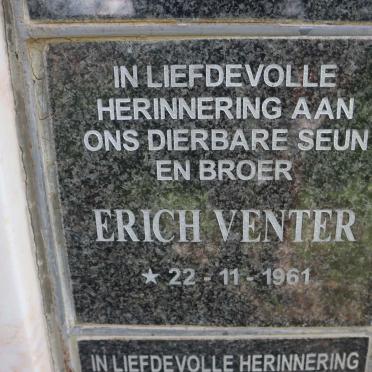 IN LIEFDEVOLLE
HERINNERING AAN
ONS DIERBARE SEUN
EN BROER
ERICH VENTER
★ 22 - 11 - 1961
IN LIEFDEVOLLE HERINNERING